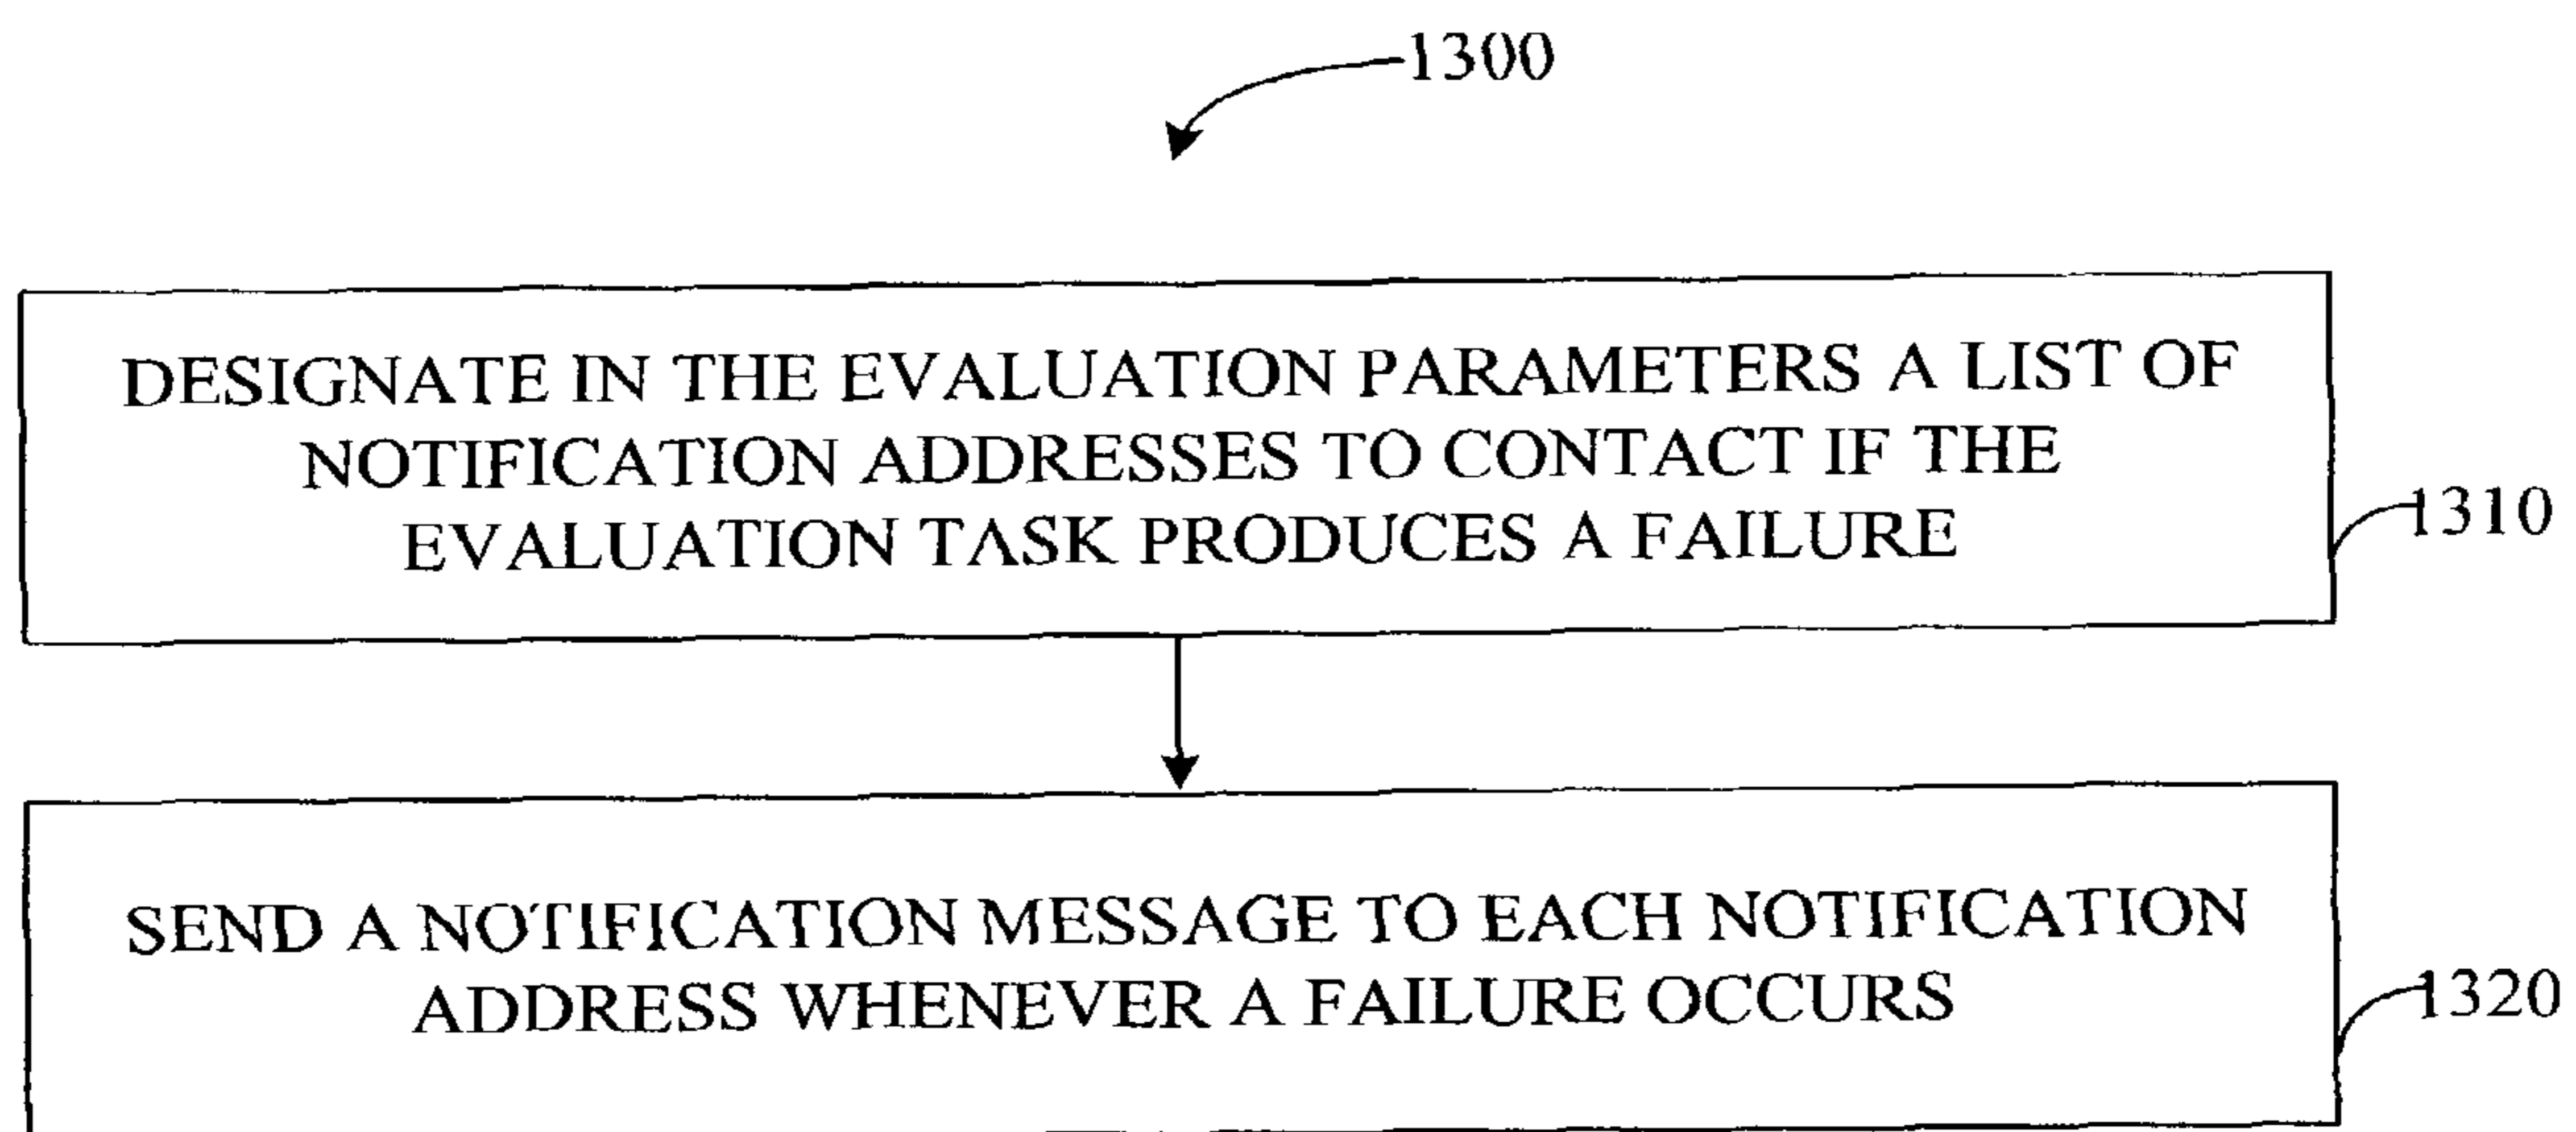 1300
DESIGNATE IN THE EVALUATION PARAMETERS A LIST OF
NOTIFICATION ADDRESSES TO CONTACT IF THE
EVALUATION TASK PRODUCES A FAILURE
1310
SEND A NOTIFICATION MESSAGE TO EACH NOTIFICATION
ADDRESS WHENEVER A FAILURE OCCURS
1320